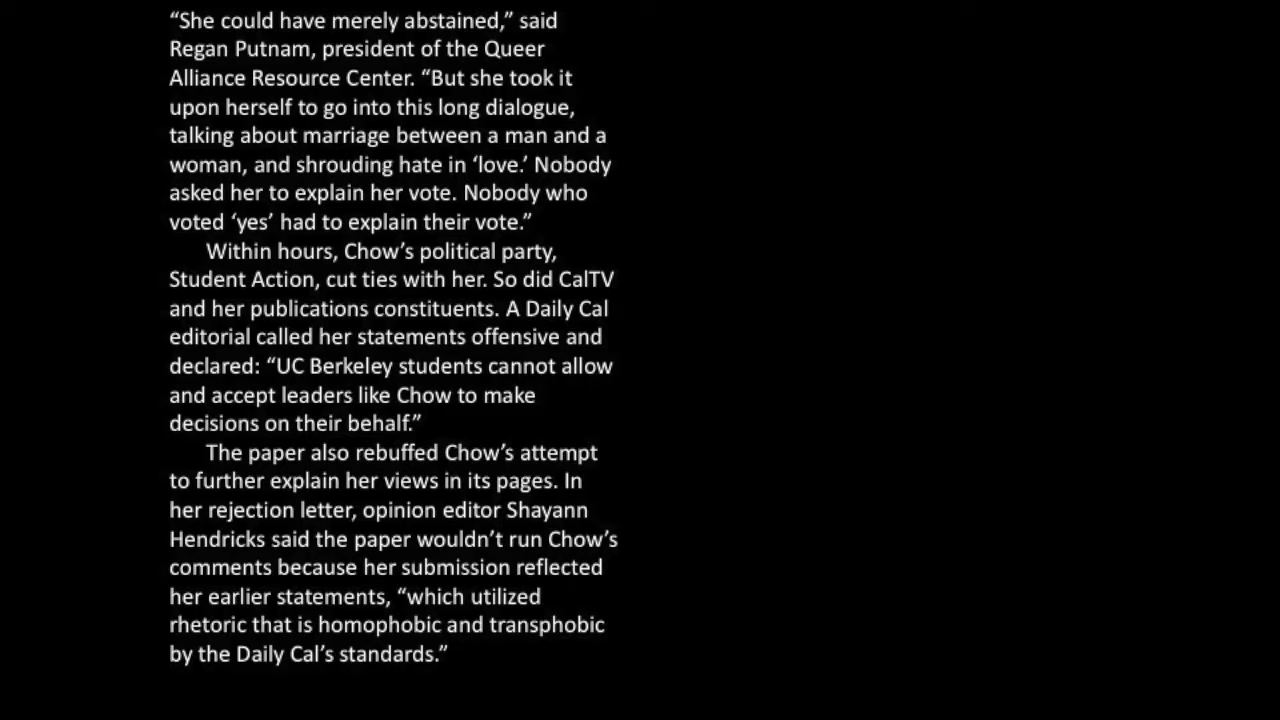 “She could have merely abstained,” said
Regan Putnam, president of the Queer
Alliance Resource Center. “But she took it
upon herself to go into this long dialogue,
talking about marriage between a man and a
woman, and shrouding hate in ‘love.’ Nobody
asked her to explain her vote. Nobody who
voted ‘yes’ had to explain their vote.”
Within hours, Chow’s political party,
Student Action, cut ties with her. So did CalTV
and her publications constituents. A Daily Cal
editorial called her statements offensive and
declared: “UC Berkeley students cannot allow
and accept leaders like Chow to make
decisions on their behalf.”
The paper also rebuffed Chow’s attempt
to further explain her views in its pages. In
her rejection letter, opinion editor Shayann
Hendricks said the paper wouldn’t run Chow’s
comments because her submission reflected
her earlier statements, “which utilized
rhetoric that is homophobic and transphobic
by the Daily Cal’s standards.”